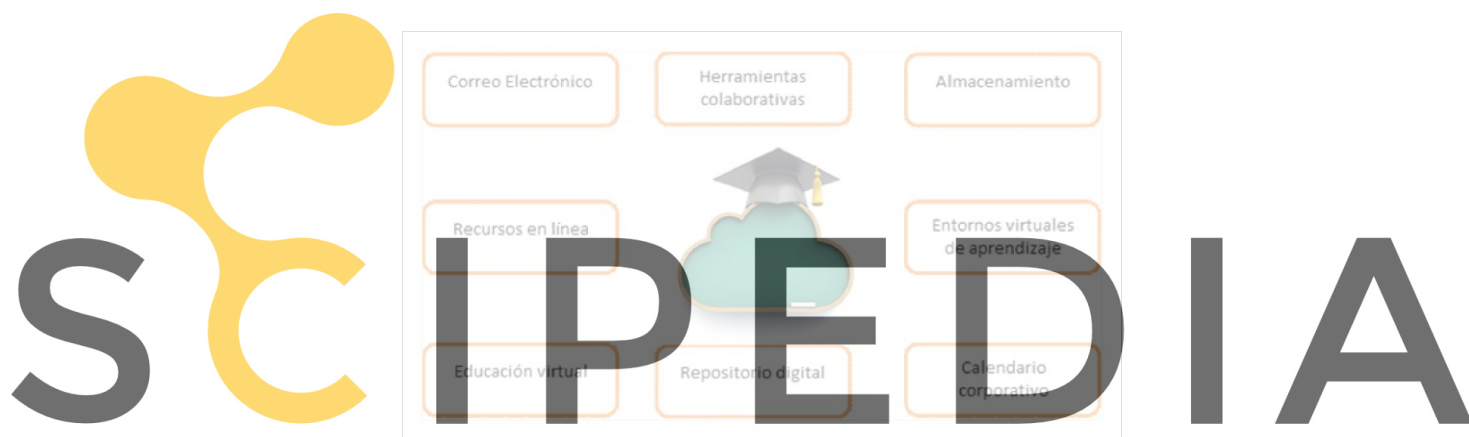 Correo Electrónico
Herramientas
colaborativas
Almacenamiento
Recursos en línea
Entornos virtuales
de aprendizaje
Educación virtual
Repositorio digital
Calendario
corporativo
SCIPEDIA